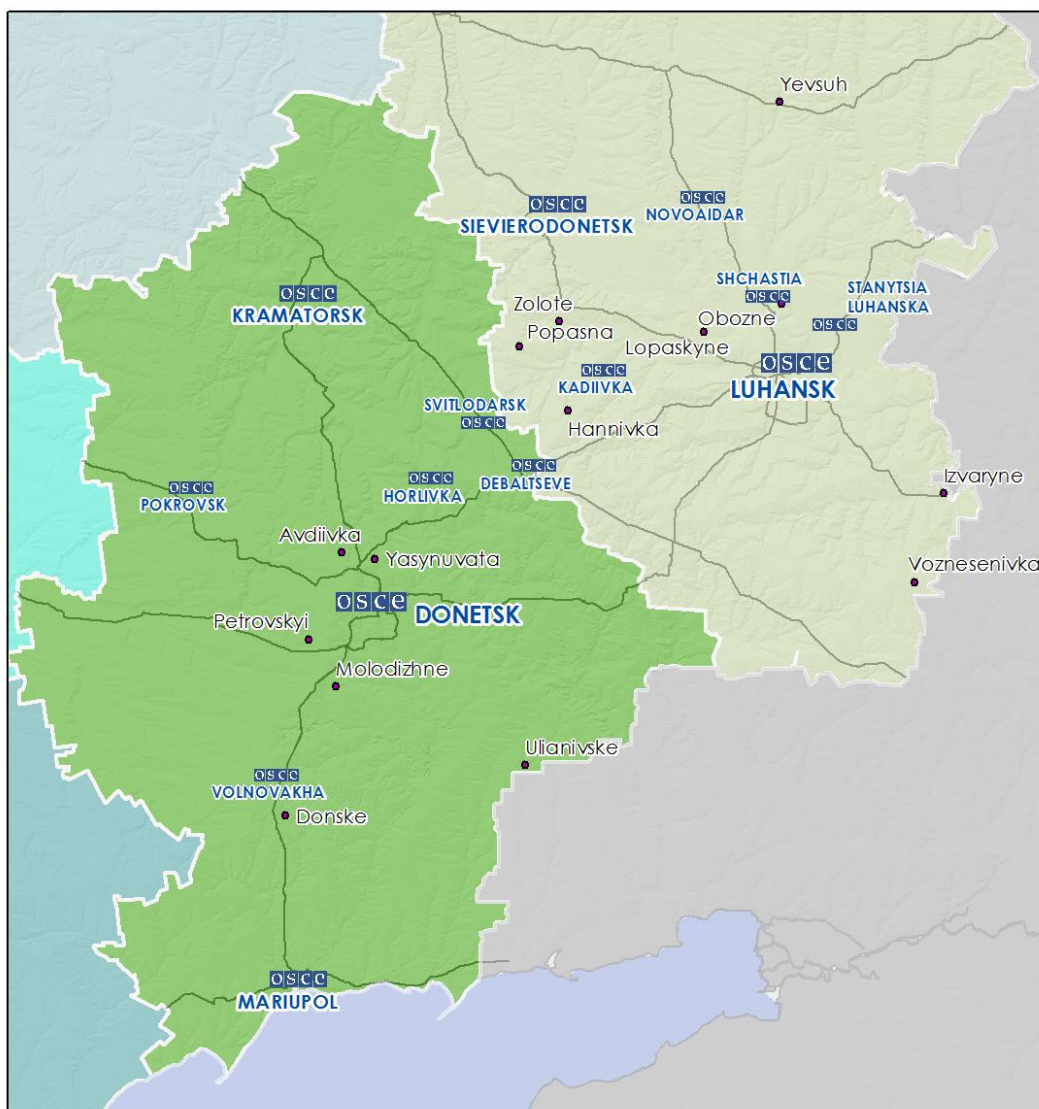 Yevsuh
osce
SIEVIERODONETSK
osce
NOVOAIDAR
SHCHASTIA
osce
STANYTSIA
LUHANSKA
osce
osce
KRAMATORSK
Zolote
Popasna
Obozne
Lopaskyne
osce
LUHANSK
osce
KADIIVKA
SVITLODARSK
osce
Hannivka
osce
DEBALTSEVE
osce
HORLIVKA
osce
POKROVSK
Izvaryne
Avdiivka
Yasynuvata
Voznesenivka
osce
DONETSK
Petrovskyi
Molodizhne
Ulianivske
osce
VOLNOVAKHA
Donske
osce
MARIUPOL